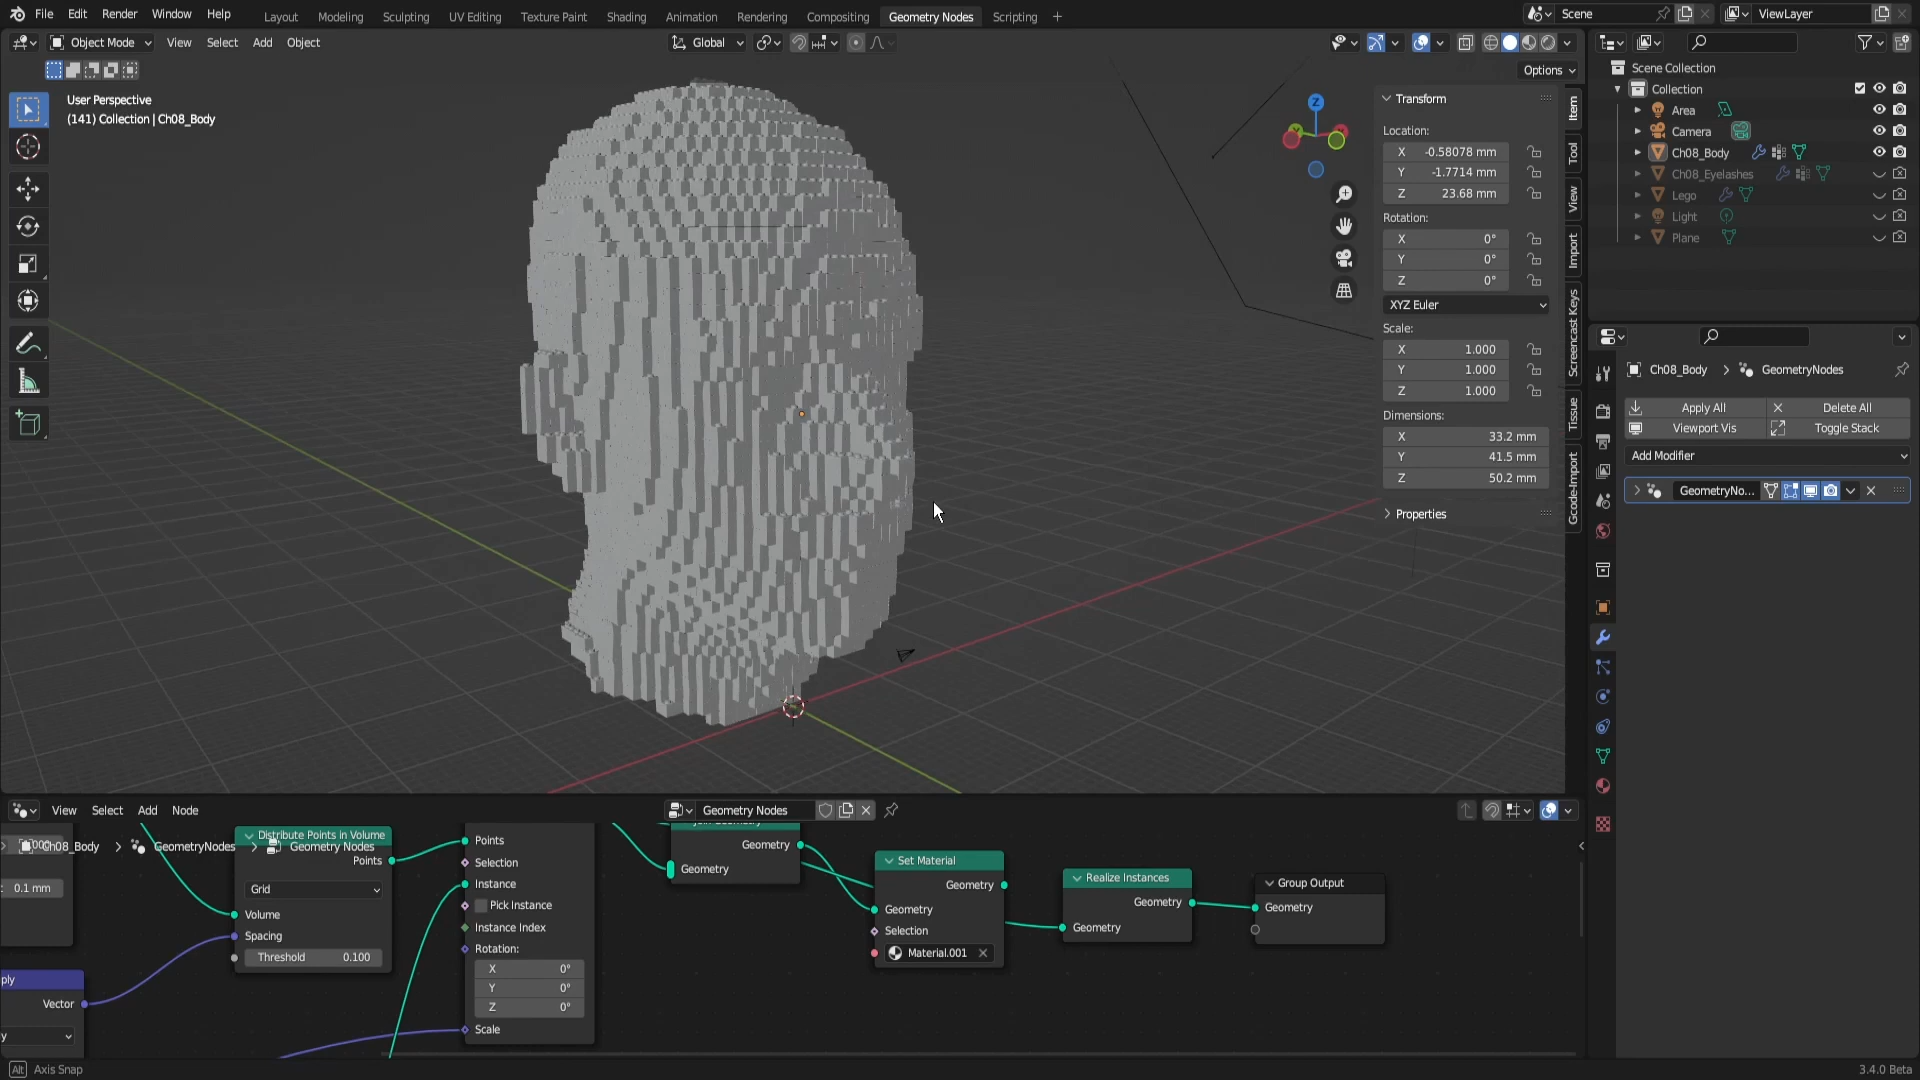 File Edit Render Window Help Layout Modeling Sculpting UV Editing Texture Paint Shading Animation Rendering Compositing Geometry Nodes Scripting + Scene ViewLayer
Object Mode View Select Add Object Global
Options
User Perspective
(141) Collection | Ch08_Body
Transform
Location:
X -0.58078 mm
Y -1.7714 mm
Z 23.68 mm
Rotation:
X 0°
Y 0°
Z 0°
XYZ Euler
Scale:
X 1.000
Y 1.000
Z 1.000
Dimensions:
X 33.2 mm
Y 41.5 mm
Z 50.2 mm
Properties
Z
Item
Tool
View
Import
Screencast Keys
Tissue
Gcode-Import
Scene Collection
Collection
Area
Camera
Ch08_Body
Ch08_Eyelashes
Lego
Light
Plane
Ch08_Body > GeometryNodes
Apply All Delete All
Viewport Vis Toggle Stack
Add Modifier
GeometryNo...
View Select Add Node Geometry Nodes
Ch08_Body > GeometryNodes > Geometry Nodes
0.1 mm
ply
Vector
y
Distribute Points in Volume
Points
Grid
Volume
Spacing
Threshold 0.100
Points
Selection
Instance
Pick Instance
Instance Index
Rotation:
X 0°
Y 0°
Z 0°
Scale
Geometry
Geometry
Set Material
Geometry
Geometry
Selection
Material.001
Realize Instances
Geometry
Geometry
Group Output
Geometry
Alt Axis Snap 3.4.0 Beta